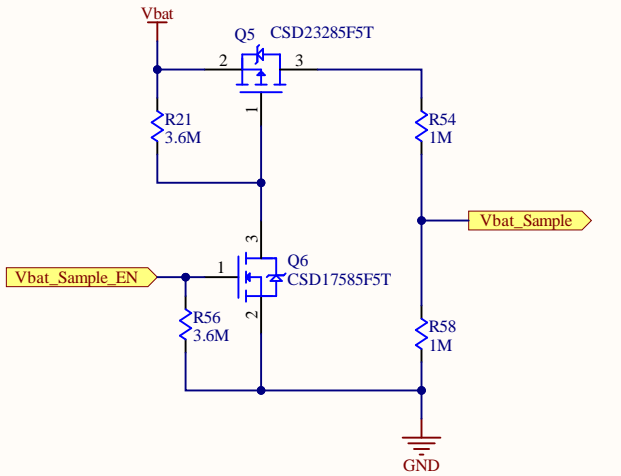 Vbat
Q5 CSD23285F5T
2 3
1
R21
3.6M
R54
1M
Vbat_Sample
3
Q6
CSD17585F5T
Vbat_Sample_EN 1
2
R56
3.6M
R58
1M
GND